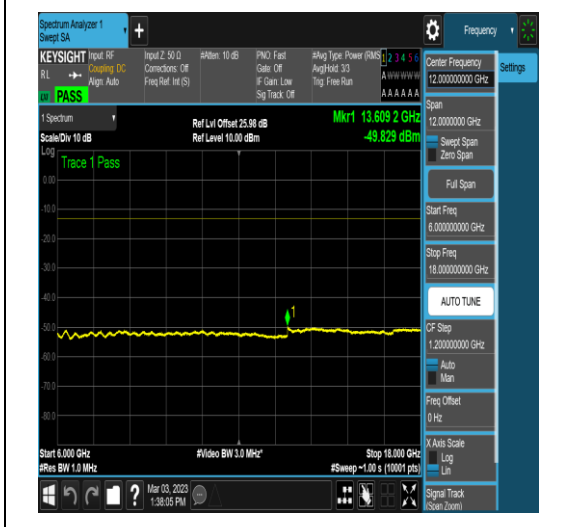 Spectrum Analyzer 1
Swept SA
+
Frequency
KEYSIGHT
RL
PASS
Input: RF
Coupling: DC
Align: Auto
Input Z: 50 Ω
Corrections: Off
Freq Ref: Int (S)
#Atten: 10 dB
PNO: Fast
Gate: Off
IF Gain: Low
Sig Track: Off
#Avg Type: Power (RMS
Avg|Hold: 3/3
Trig: Free Run
1 2 3 4 5 6
A W W W W W
A A A A A A
1 Spectrum
Scale/Div 10 dB
Ref Lvl Offset 25.98 dB
Ref Level 10.00 dBm
Mkr1 13.609 2 GHz
-49.829 dBm
Log
Trace 1 Pass
0.00
-10.0
-20.0
-30.0
-40.0
-50.0
-60.0
-70.0
-80.0
1
Start 6.000 GHz
#Res BW 1.0 MHz
#Video BW 3.0 MHz*
Stop 18.000 GHz
#Sweep ~1.00 s (10001 pts)
?
Mar 03, 2023
1:38:05 PM
Center Frequency
12.000000000 GHz
Settings
Span
12.0000000 GHz
Swept Span
Zero Span
Full Span
Start Freq
6.000000000 GHz
Stop Freq
18.000000000 GHz
AUTO TUNE
CF Step
1.200000000 GHz
Auto
Man
Freq Offset
0 Hz
X Axis Scale
Log
Lin
Signal Track
(Span Zoom)